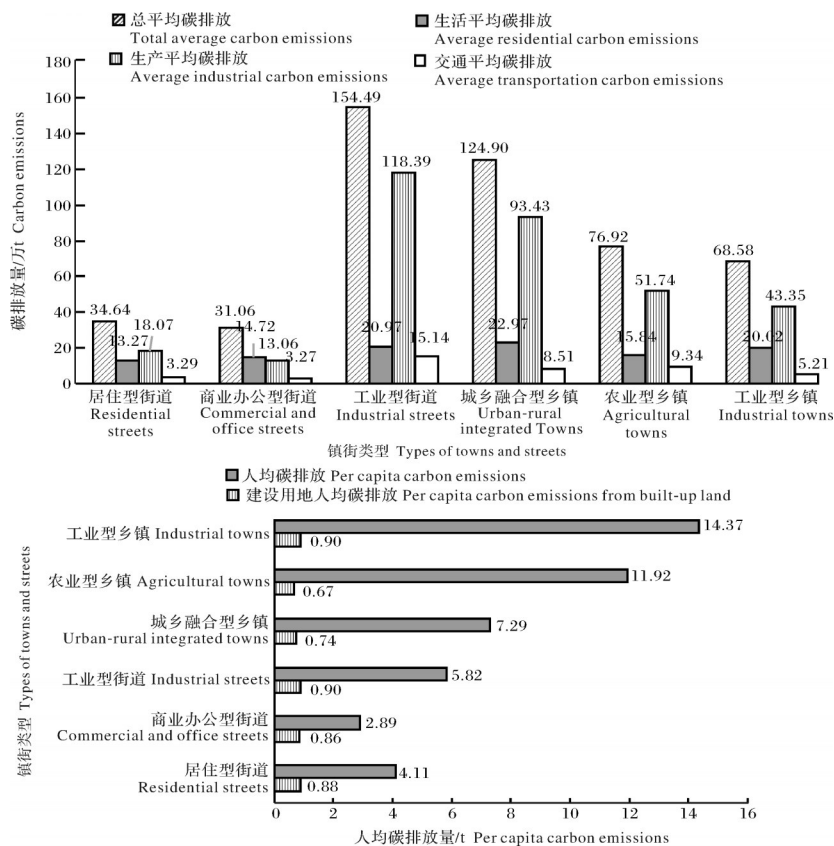 总平均碳排放
Total average carbon emissions
生活平均碳排放
Average residential carbon emissions
生产平均碳排放
Average industrial carbon emissions
交通平均碳排放
Average transportation carbon emissions
碳排放量/万t Carbon emissions
180
160
140
120
100
80
60
40
20
0
34.64
13.27
18.07
3.29
31.06
14.72
13.06
3.27
154.49
20.97
118.39
15.14
124.90
22.97
93.43
8.51
76.92
15.84
51.74
9.34
68.58
20.02
43.35
5.21
居住型街道
Residential
streets
商业办公型街道
Commercial and
office streets
工业型街道
Industrial streets
城乡融合型乡镇
Urban-rural
integrated Towns
农业型乡镇
Agricultural
towns
工业型乡镇
Industrial towns
镇街类型 Types of towns and streets
人均碳排放 Per capita carbon emissions
建设用地人均碳排放 Per capita carbon emissions from built-up land
镇街类型 Types of towns and streets
工业型乡镇 Industrial towns
14.37
0.90
农业型乡镇 Agricultural towns
11.92
0.67
城乡融合型乡镇
Urban-rural integrated towns
7.29
0.74
工业型街道 Industrial streets
5.82
0.90
商业办公型街道
Commercial and office streets
2.89
0.86
居住型街道
Residential streets
4.11
0.88
0 2 4 6 8 10 12 14 16
人均碳排放量/t Per capita carbon emissions